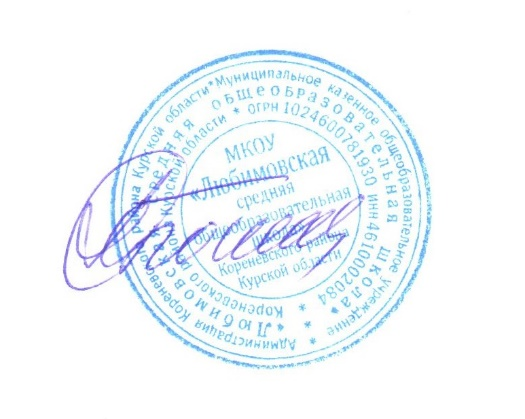 Муниципальное казенное общеобразовательное учреждение * Администрация Кореневского района Курской области *
средняя общеобразовательная школа * «Любимовская
* ОГРН 1024600781930 ИНН 4610002084 * Кореневского района Курской области
МКОУ
«Любимовская
средняя
общеобразовательная
школа»
Кореневского района
Курской области